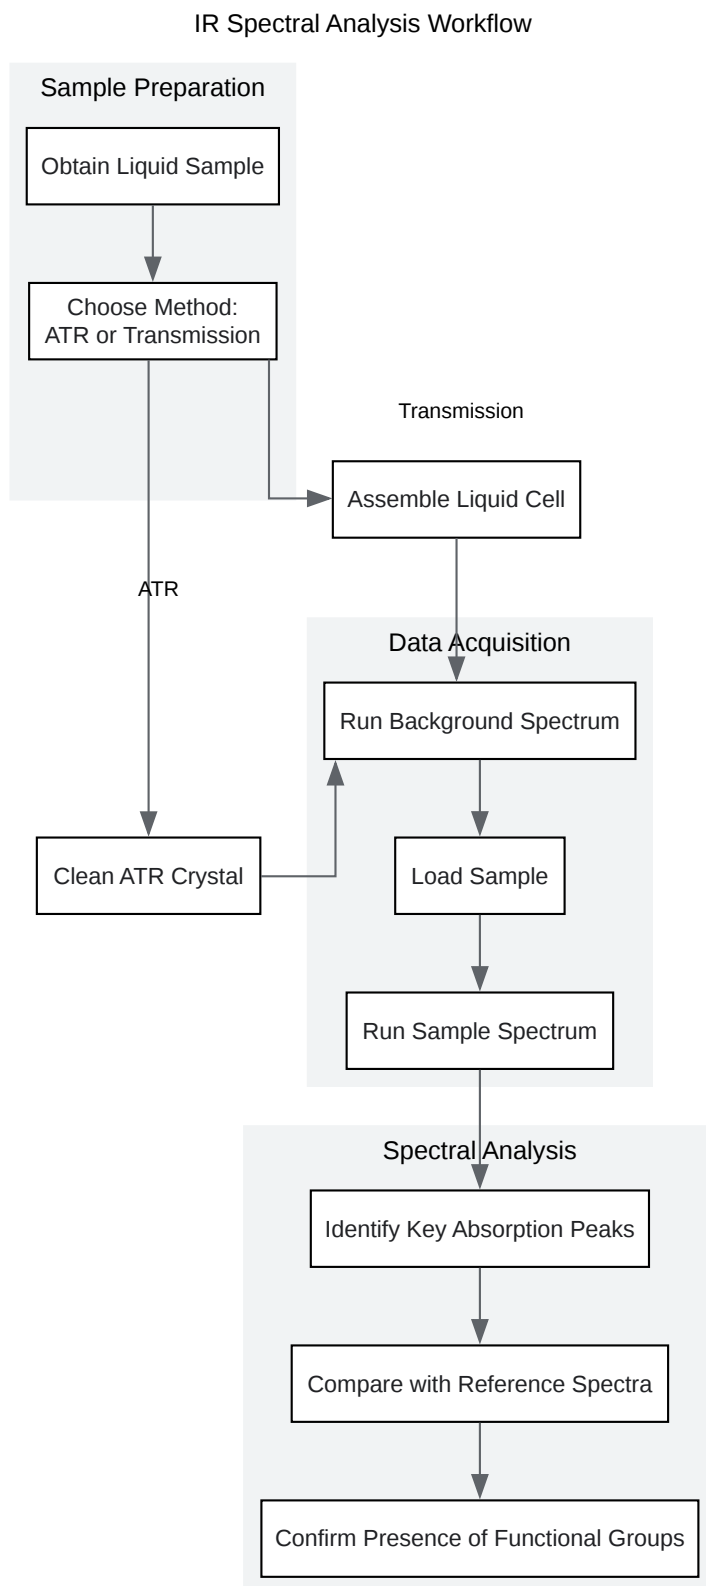 IR Spectral Analysis Workflow
Sample Preparation
Obtain Liquid Sample
Choose Method:
ATR or Transmission
Transmission
Assemble Liquid Cell
ATR
Data Acquisition
Run Background Spectrum
Clean ATR Crystal
Load Sample
Run Sample Spectrum
Spectral Analysis
Identify Key Absorption Peaks
Compare with Reference Spectra
Confirm Presence of Functional Groups